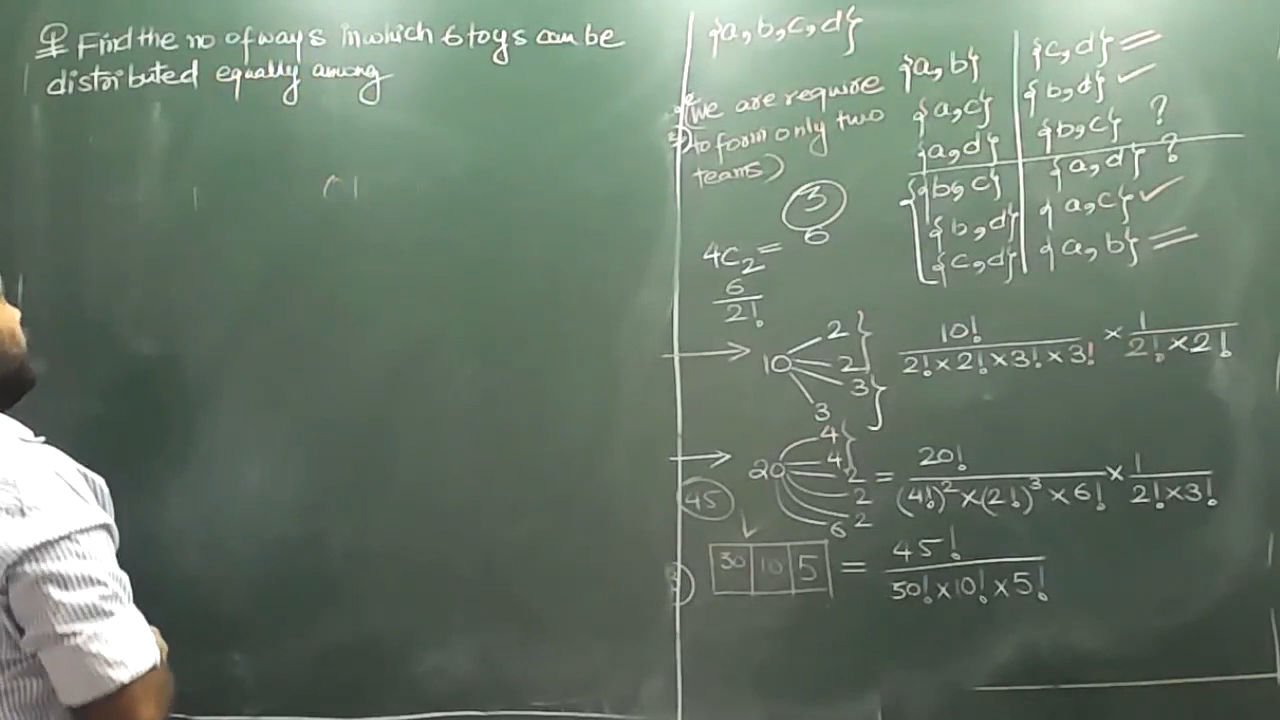 Q Find the no of ways in which 6 toys can be
distributed equally among
{a, b, c, d}
(we are require
to form only two
teams)
{a, b} {c, d}
{a, c} {b, d} ✓
{a, d} {b, c} ?
{b, c} {a, d} ?
{b, d} {a, c} ✓
{c, d} {a, b}
3
4C2 = 6
6
2!
10 2 2 3 3
10!
2! × 2! × 3! × 3! × 1
2! × 2!
20 4 4 2 2 2 6 = 20!
(4!)² × (2!)³ × 6! × 1
2! × 3!
45
30 10 5 = 45!
50! × 10! × 5!